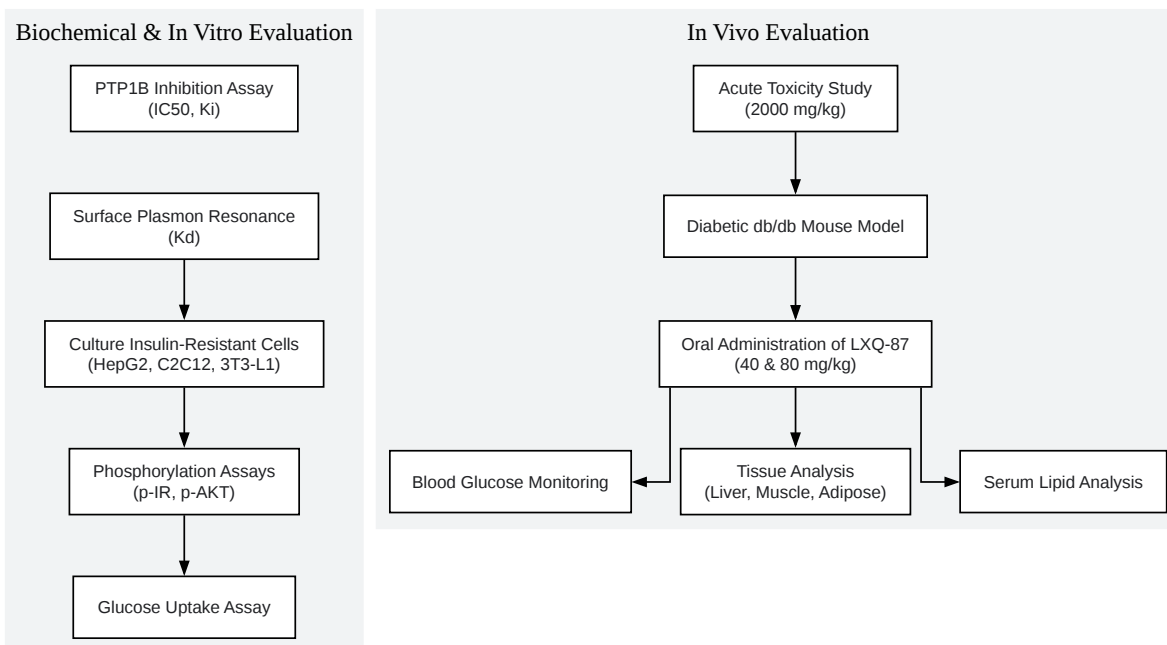 Biochemical & In Vitro Evaluation
PTP1B Inhibition Assay
(IC50, Ki)
Surface Plasmon Resonance
(Kd)
Culture Insulin-Resistant Cells
(HepG2, C2C12, 3T3-L1)
Phosphorylation Assays
(p-IR, p-AKT)
Glucose Uptake Assay
In Vivo Evaluation
Acute Toxicity Study
(2000 mg/kg)
Diabetic db/db Mouse Model
Oral Administration of LXQ-87
(40 & 80 mg/kg)
Blood Glucose Monitoring
Tissue Analysis
(Liver, Muscle, Adipose)
Serum Lipid Analysis